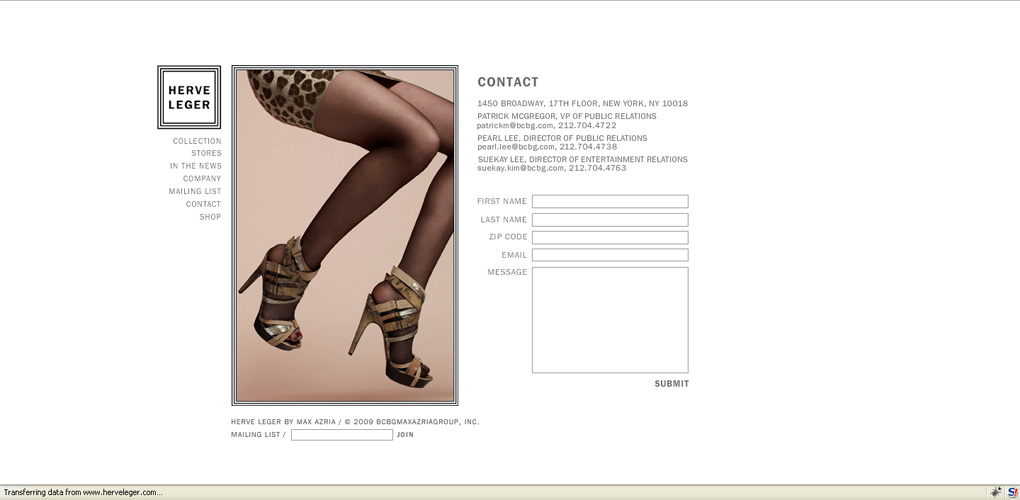 HERVE
LEGER
COLLECTION
STORES
IN THE NEWS
COMPANY
MAILING LIST
CONTACT
SHOP
CONTACT
1450 BROADWAY, 17TH FLOOR, NEW YORK, NY 10018
PATRICK MCGREGOR, VP OF PUBLIC RELATIONS
patrickm@bcbg.com, 212.704.4722
PEARL LEE, DIRECTOR OF PUBLIC RELATIONS
pearl.lee@bcbg.com, 212.704.4738
SUEKAY LEE, DIRECTOR OF ENTERTAINMENT RELATIONS
suekay.kim@bcbg.com, 212.704.4763
FIRST NAME
LAST NAME
ZIP CODE
EMAIL
MESSAGE
SUBMIT
HERVE LEGER BY MAX AZRIA / © 2009 BCBGMAXAZRIAGROUP, INC.
MAILING LIST / JOIN
Transferring data from www.herveleger.com...